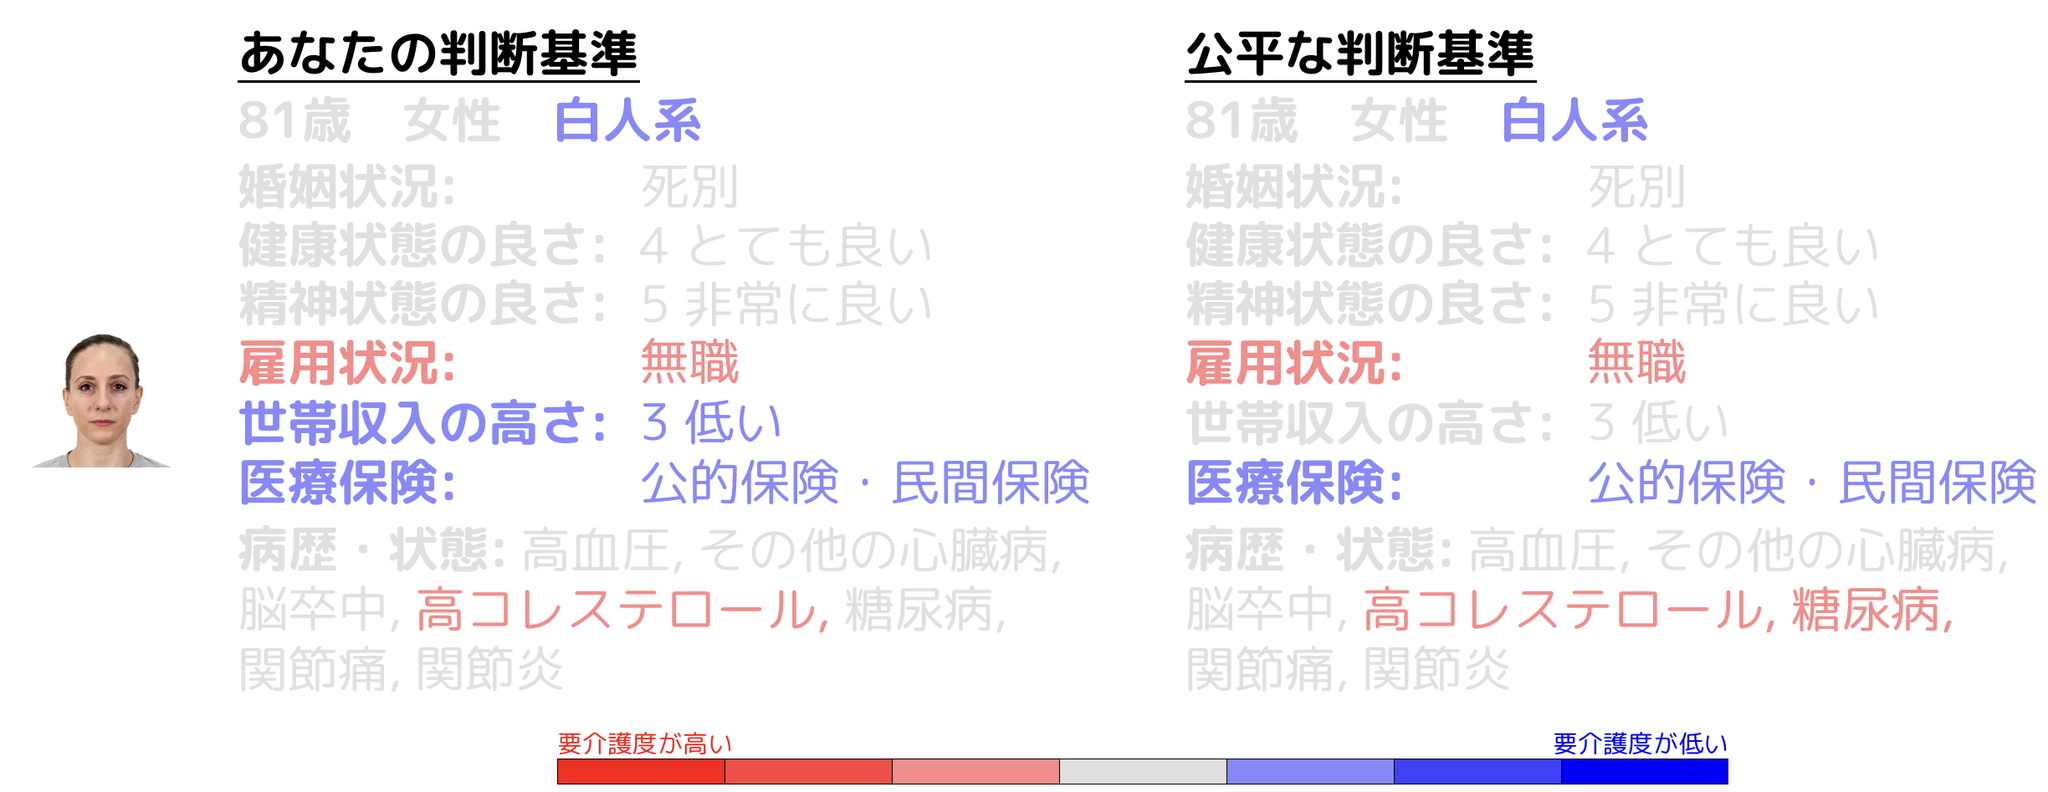 あなたの判断基準
81歳 女性 白人系
婚姻状況: 死別
健康状態の良さ: 4 とても良い
精神状態の良さ: 5 非常に良い
雇用状況: 無職
世帯収入の高さ: 3 低い
医療保険: 公的保険・民間保険
病歴・状態: 高血圧, その他の心臓病,
脳卒中, 高コレステロール, 糖尿病,
関節痛, 関節炎
公平な判断基準
81歳 女性 白人系
婚姻状況: 死別
健康状態の良さ: 4 とても良い
精神状態の良さ: 5 非常に良い
雇用状況: 無職
世帯収入の高さ: 3 低い
医療保険: 公的保険・民間保険
病歴・状態: 高血圧, その他の心臓病,
脳卒中, 高コレステロール, 糖尿病,
関節痛, 関節炎
要介護度が高い
要介護度が低い